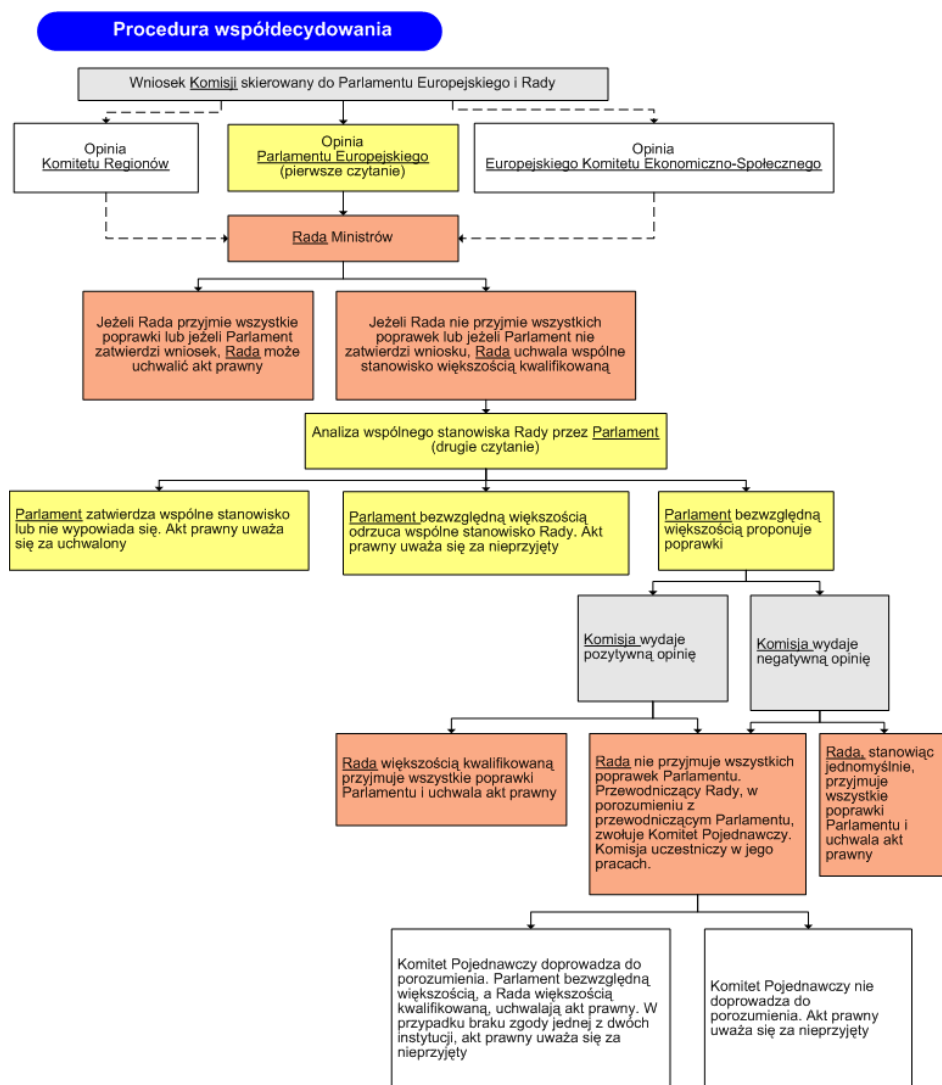 Procedura współdecydowania
Wniosek Komisji skierowany do Parlamentu Europejskiego i Rady
Opinia
Komitetu Regionów
Opinia
Parlamentu Europejskiego
(pierwsze czytanie)
Opinia
Europejskiego Komitetu Ekonomiczno-Społecznego
Rada Ministrów
Jeżeli Rada przyjmie wszystkie
poprawki lub jeżeli Parlament
zatwierdzi wniosek, Rada może
uchwalić akt prawny
Jeżeli Rada nie przyjmie wszystkich
poprawek lub jeżeli Parlament nie
zatwierdzi wniosku, Rada uchwala wspólne
stanowisko większością kwalifikowaną
Analiza wspólnego stanowiska Rady przez Parlament
(drugie czytanie)
Parlament zatwierdza wspólne stanowisko
lub nie wypowiada się. Akt prawny uważa
się za uchwalony
Parlament bezwzględną większością
odrzuca wspólne stanowisko Rady. Akt
prawny uważa się za nieprzyjęty
Parlament bezwzględną
większością proponuje
poprawki
Komisja wydaje
pozytywną opinię
Komisja wydaje
negatywną opinię
Rada większością kwalifikowaną
przyjmuje wszystkie poprawki
Parlamentu i uchwala akt prawny
Rada nie przyjmuje wszystkich
poprawek Parlamentu.
Przewodniczący Rady, w
porozumieniu z
przewodniczącym Parlamentu,
zwołuje Komitet Pojednawczy.
Komisja uczestniczy w jego
pracach.
Rada, stanowiąc
jednomyślnie,
przyjmuje
wszystkie
poprawki
Parlamentu i
uchwala akt
prawny
Komitet Pojednawczy doprowadza do
porozumienia. Parlament bezwzględną
większością, a Rada większością
kwalifikowaną, uchwalają akt prawny. W
przypadku braku zgody jednej z dwóch
instytucji, akt prawny uważa się za
nieprzyjęty
Komitet Pojednawczy nie
doprowadza do
porozumienia. Akt prawny
uważa się za nieprzyjęty